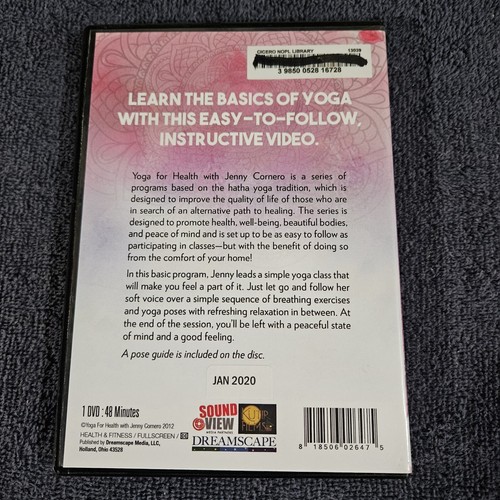 CICERO NOPL LIBRARY 13039
3 9850 0528 16728
LEARN THE BASICS OF YOGA
WITH THIS EASY-TO-FOLLOW,
INSTRUCTIVE VIDEO.
Yoga for Health with Jenny Cornero is a series of
programs based on the hatha yoga tradition, which is
designed to improve the quality of life of those who are
in search of an alternative path to healing. The series is
designed to promote health, well-being, beautiful bodies,
and peace of mind and is set up to be as easy to follow as
participating in classes—but with the benefit of doing so
from the comfort of your home!
In this basic program, Jenny leads a simple yoga class that
will make you feel a part of it. Just let go and follow her
soft voice over a simple sequence of breathing exercises
and yoga poses with refreshing relaxation in between. At
the end of the session, you'll be left with a peaceful state
of mind and a good feeling.
A pose guide is included on the disc.
JAN 2020
1 DVD : 48 Minutes
©Yoga For Health with Jenny Cornero 2012
HEALTH & FITNESS / FULLSCREEN /
Published by Dreamscape Media, LLC,
Holland, Ohio 43528
SOUND
VIEW
MEDIA PARTNERS
FILMS
DREAMSCAPE
8 18506 02647 5